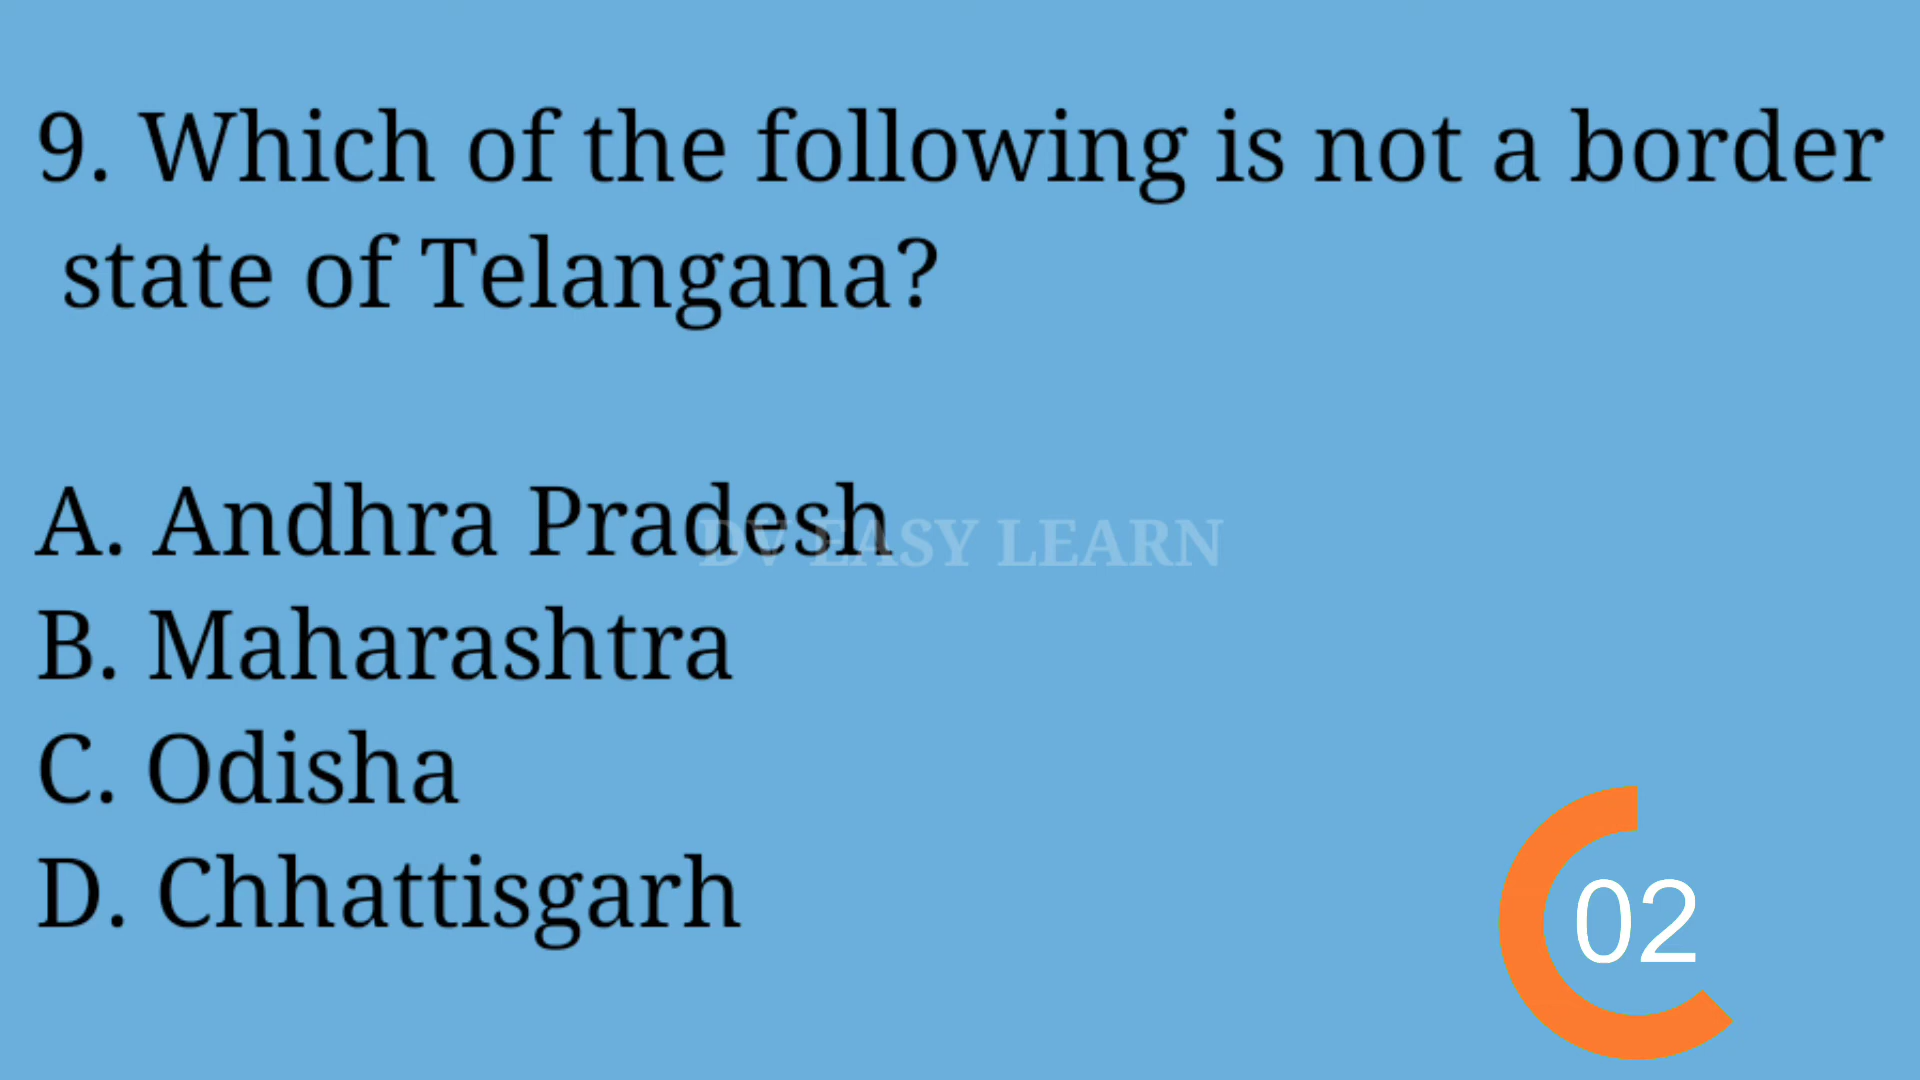 9. Which of the following is not a border
state of Telangana?
A. Andhra Pradesh
DV EASY LEARN
B. Maharashtra
C. Odisha
D. Chhattisgarh
02